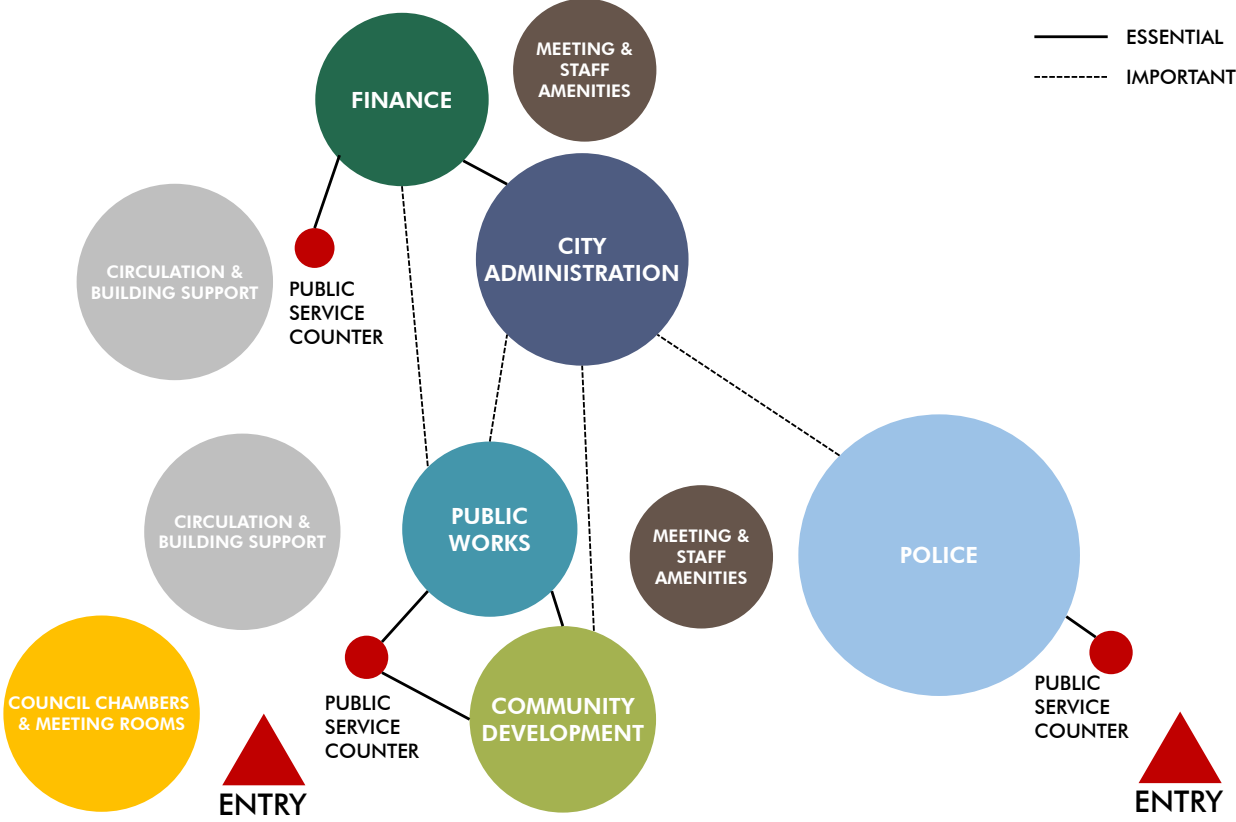 MEETING &
STAFF
AMENITIES
ESSENTIAL
IMPORTANT
FINANCE
CITY
ADMINISTRATION
CIRCULATION &
BUILDING SUPPORT
PUBLIC
SERVICE
COUNTER
PUBLIC
WORKS
CIRCULATION &
BUILDING SUPPORT
MEETING &
STAFF
AMENITIES
POLICE
COUNCIL CHAMBERS
& MEETING ROOMS
PUBLIC
SERVICE
COUNTER
COMMUNITY
DEVELOPMENT
PUBLIC
SERVICE
COUNTER
ENTRY
ENTRY